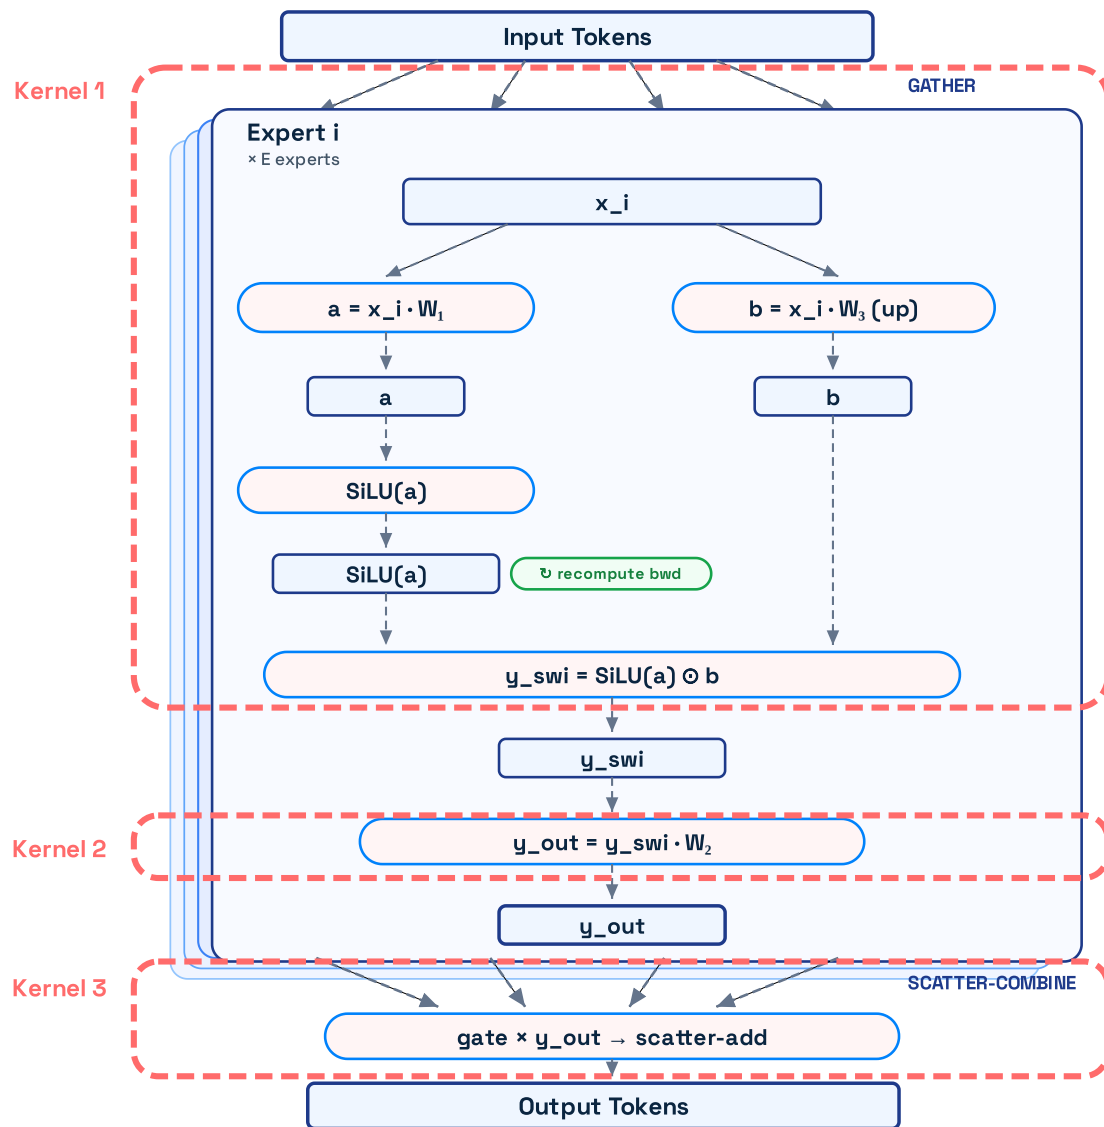 Input Tokens
Kernel 1
GATHER
Expert i
× E experts
x_i
a = x_i · W₁
b = x_i · W₃ (up)
a
b
SiLU(a)
SiLU(a)
↻ recompute bwd
y_swi = SiLU(a) ⊙ b
y_swi
Kernel 2
y_out = y_swi · W₂
y_out
Kernel 3
SCATTER-COMBINE
gate × y_out → scatter-add
Output Tokens